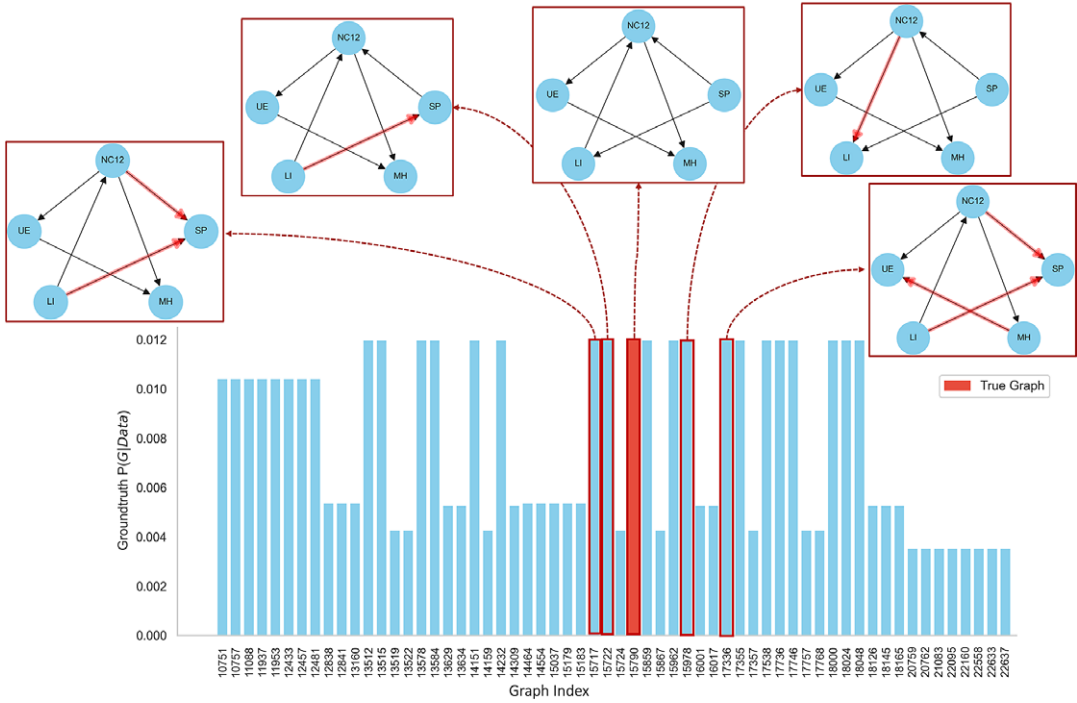 NC12
UE
SP
LI
MH
NC12
UE
SP
LI
MH
NC12
UE
SP
LI
MH
NC12
UE
SP
LI
MH
NC12
UE
SP
LI
MH
True Graph
Groundtruth P(G|Data)
0.012
0.010
0.008
0.006
0.004
0.002
0.000
10751
10757
11088
11937
11953
12433
12457
12481
12838
12841
13160
13512
13515
13519
13522
13578
13584
13629
13634
14151
14159
14232
14309
14464
14554
15037
15179
15183
15717
15722
15724
15790
15859
15867
15962
15978
16001
16017
17336
17355
17357
17538
17736
17746
17757
17768
18000
18024
18048
18126
18145
18165
20759
20762
21083
22095
22160
22558
22633
22637
Graph Index